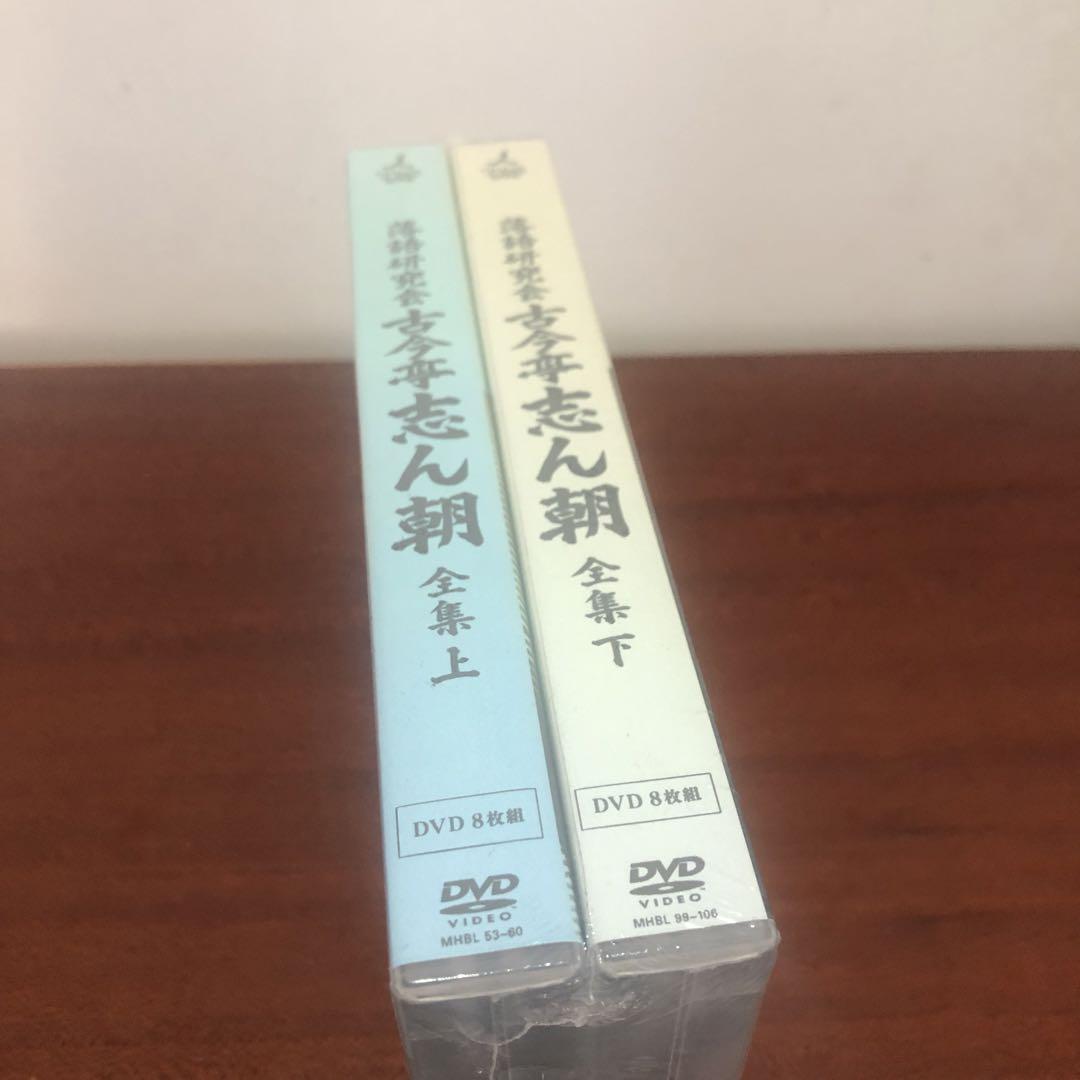 落語研究会 古今亭志ん朝 全集 上
DVD 8枚組
DVD
VIDEO
MHBL 53-60
落語研究会 古今亭志ん朝 全集 下
DVD 8枚組
DVD
VIDEO
MHBL 99-106